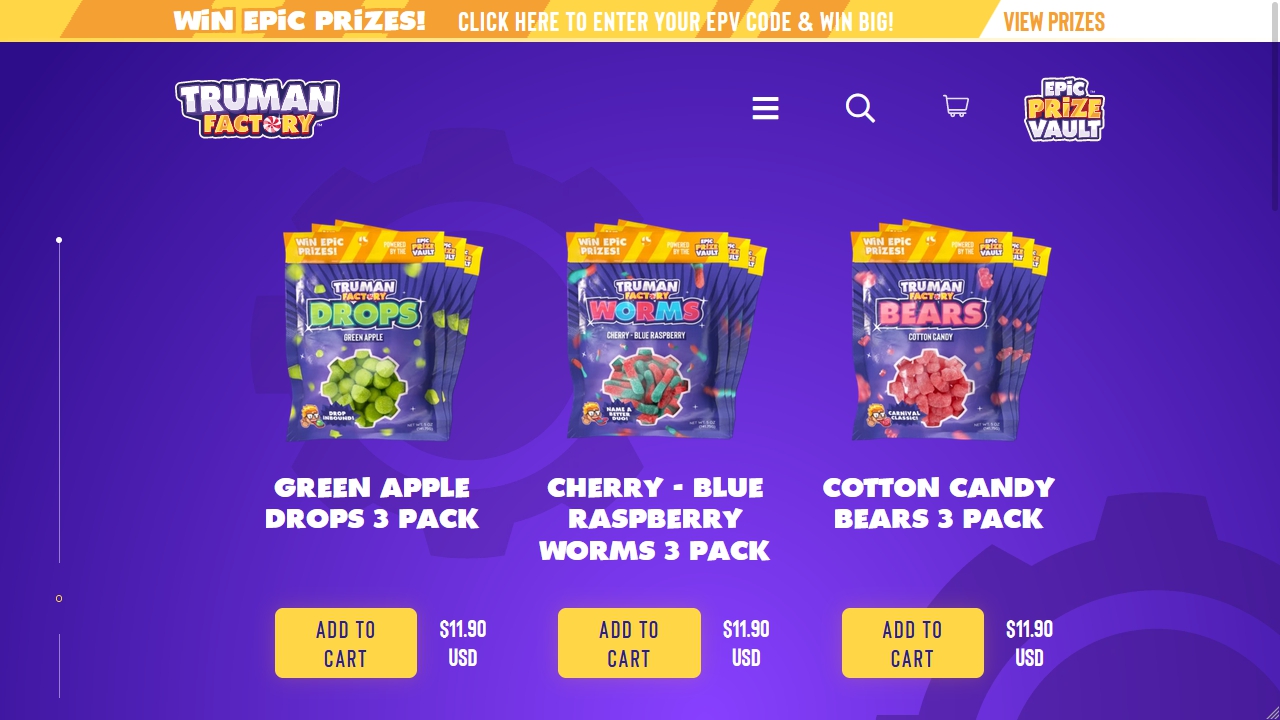 WiN EPiC PRiZES! CLICK HERE TO ENTER YOUR EPV CODE & WIN BIG! VIEW PRIZES
TRUMAN
FACTORY
EPiC
PRiZE
VAULT
WiN EPIC
PRIZES!
POWERED
BY THE
EPIC
PRIZE
VAULT
TRUMAN
FACTORY
DROPS
GREEN APPLE
DROP
INBOUND!
WiN EPIC
PRIZES!
POWERED
BY THE
EPIC
PRIZE
VAULT
TRUMAN
FACTORY
WORMS
CHERRY - BLUE RASPBERRY
NAME A
BETTER
DUO!
WiN EPIC
PRIZES!
POWERED
BY THE
EPIC
PRIZE
VAULT
TRUMAN
FACTORY
BEARS
COTTON CANDY
CARNIVAL
CLASSIC!
GREEN APPLE
DROPS 3 PACK
CHERRY - BLUE
RASPBERRY
WORMS 3 PACK
COTTON CANDY
BEARS 3 PACK
ADD TO
CART
$11.90
USD
ADD TO
CART
$11.90
USD
ADD TO
CART
$11.90
USD